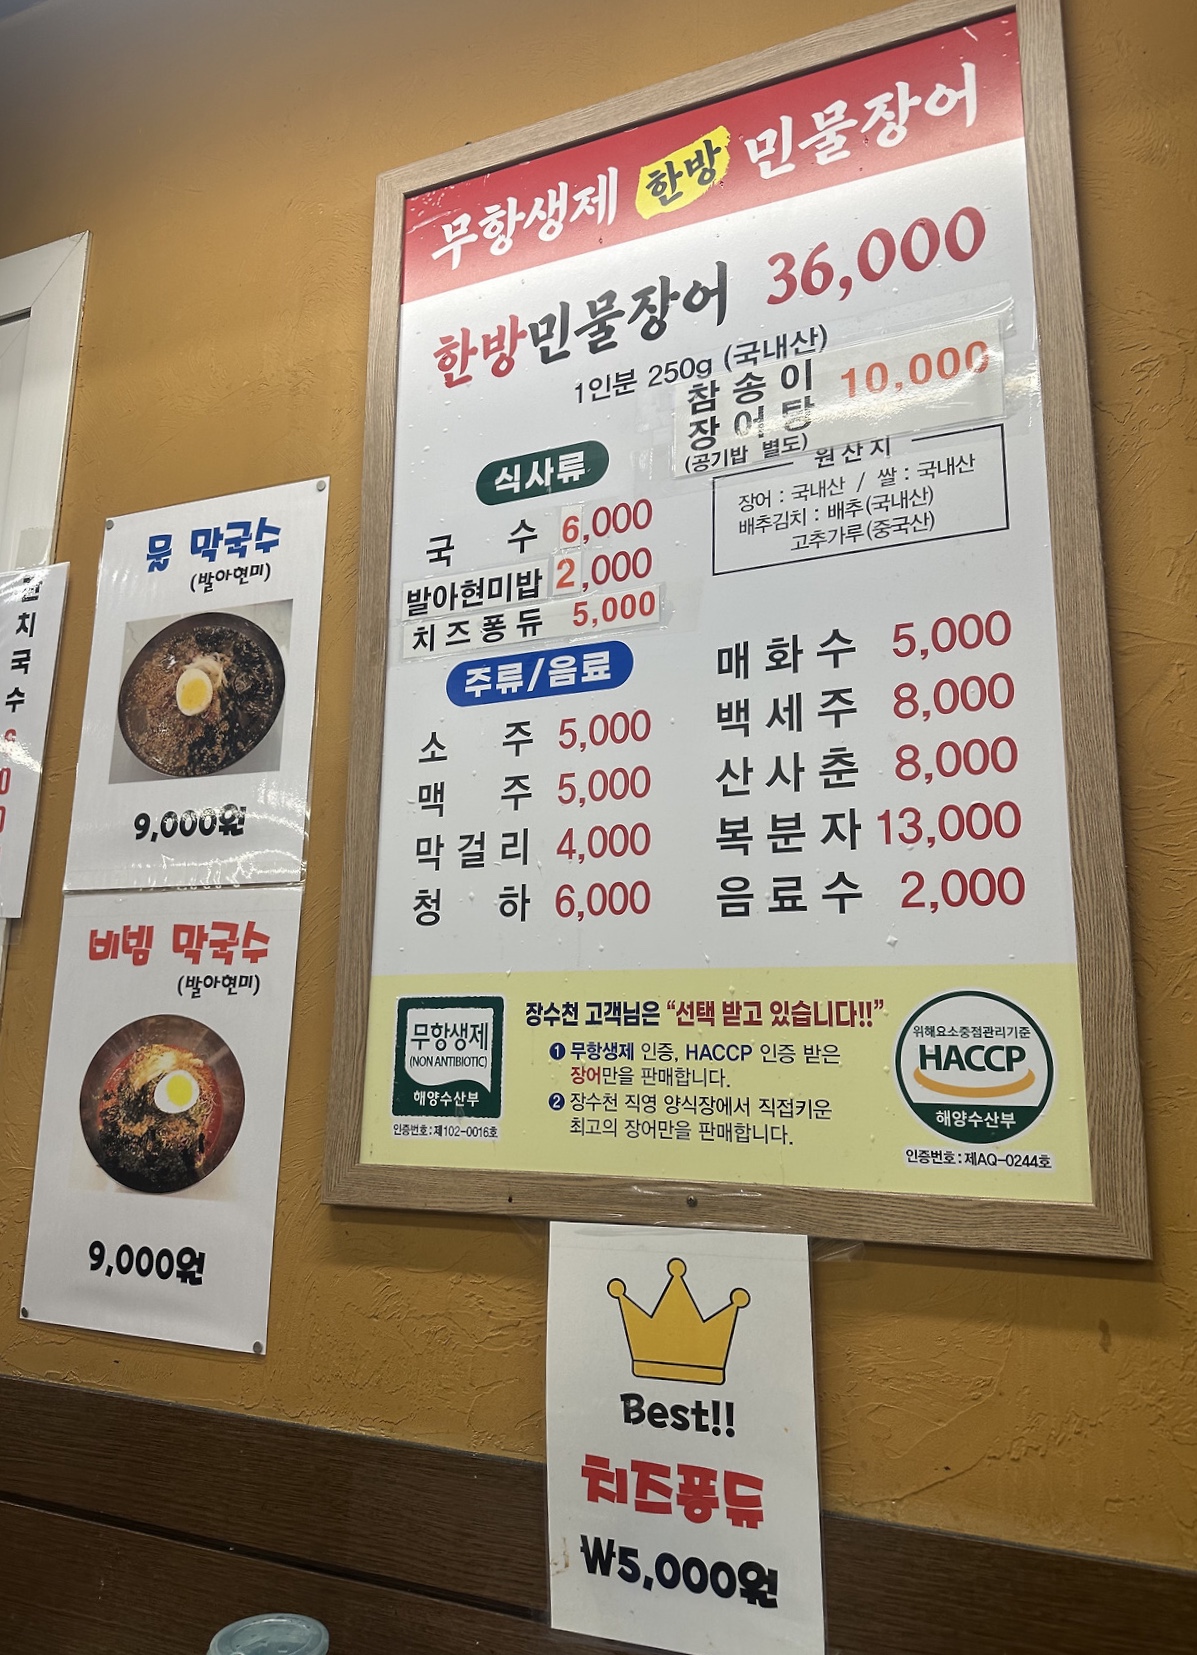 무항생제 한방 민물장어
한방민물장어 36,000
1인분 250g (국내산)
참송이 10,000
장어탕
(공기밥 별도)
원산지
장어 : 국내산 / 쌀 : 국내산
배추김치 : 배추(국내산)
고추가루(중국산)
식사류
국 수 6,000
발아현미밥 2,000
치즈퐁듀 5,000
주류/음료
소 주 5,000
맥 주 5,000
막걸리 4,000
청 하 6,000
매화수 5,000
백세주 8,000
산사춘 8,000
복분자 13,000
음료수 2,000
장수천 고객님은 “선택 받고 있습니다!!”
❶ 무항생제 인증, HACCP 인증 받은
장어만을 판매합니다.
❷ 장수천 직영 양식장에서 직접키운
최고의 장어만을 판매합니다.
무항생제
(NON ANTIBIOTIC)
해양수산부
인증번호 : 제102-0016호
위해요소중점관리기준
HACCP
해양수산부
인증번호 : 제AQ-0244호
물 막국수
(발아현미)
9,000원
비빔 막국수
(발아현미)
9,000원
치
국
수
Best!!
치즈퐁듀
₩5,000원